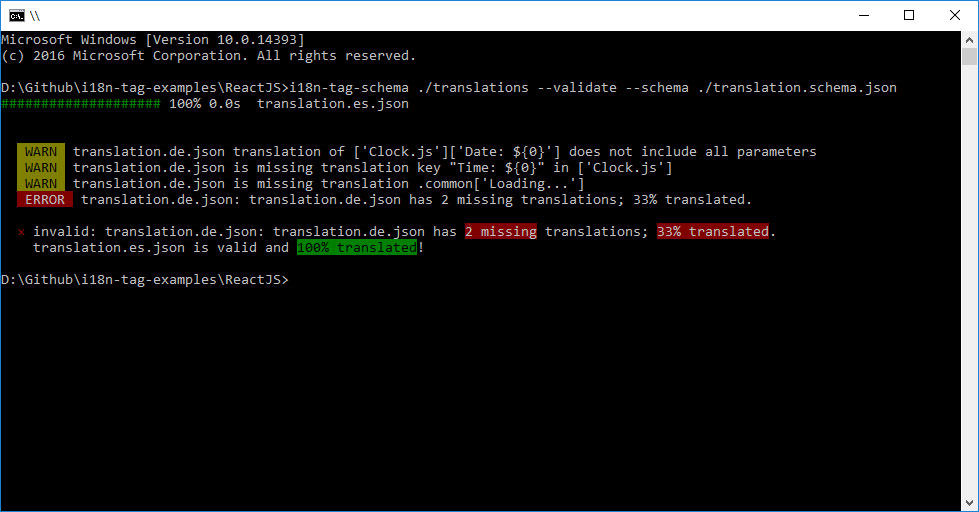 \\
Microsoft Windows [Version 10.0.14393]
(c) 2016 Microsoft Corporation. All rights reserved.
D:\Github\i18n-tag-examples\ReactJS>i18n-tag-schema ./translations --validate --schema ./translation.schema.json
#################### 100% 0.0s  translation.es.json
WARN  translation.de.json translation of ['Clock.js']['Date: ${0}'] does not include all parameters
WARN  translation.de.json is missing translation key "Time: ${0}" in ['Clock.js']
WARN  translation.de.json is missing translation .common['Loading...']
ERROR  translation.de.json: translation.de.json has 2 missing translations; 33% translated.
× invalid: translation.de.json: translation.de.json has 2 missing translations; 33% translated.
translation.es.json is valid and 100% translated!
D:\Github\i18n-tag-examples\ReactJS>